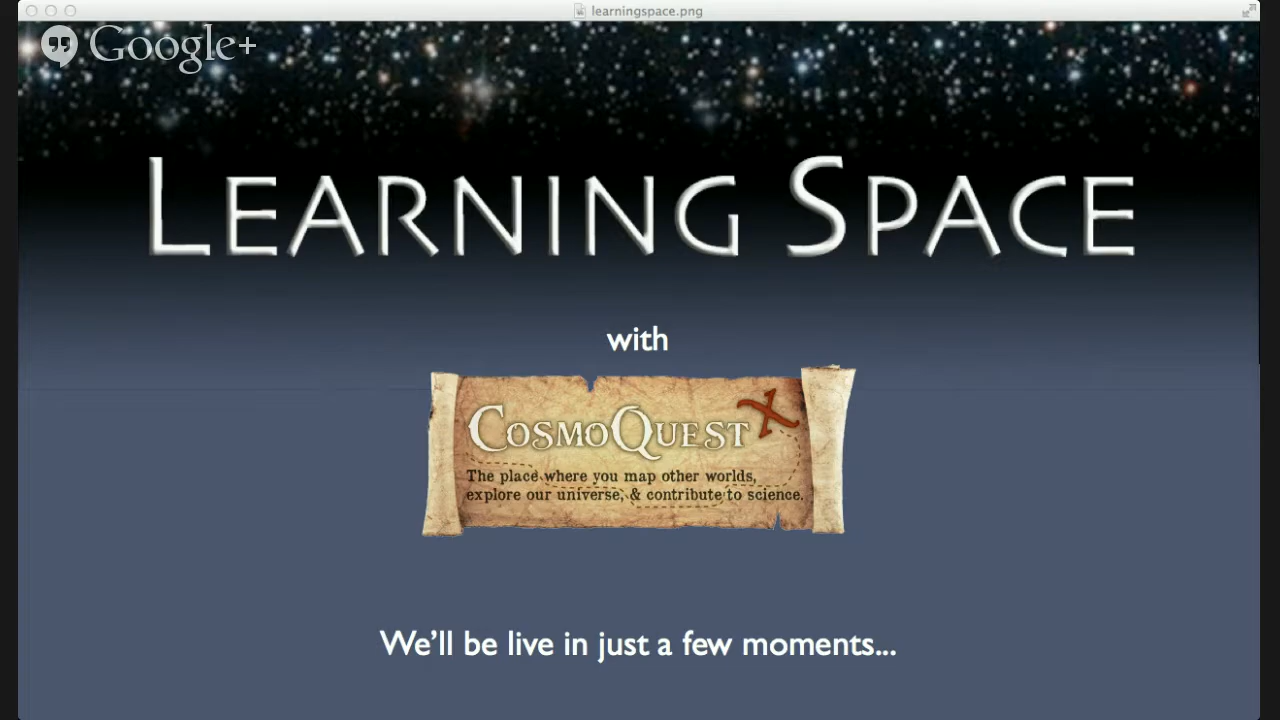 learningspace.png
Google+
LEARNING SPACE
with
COSMOQUEST
The place where you map other worlds,
explore our universe, & contribute to science.
We'll be live in just a few moments...